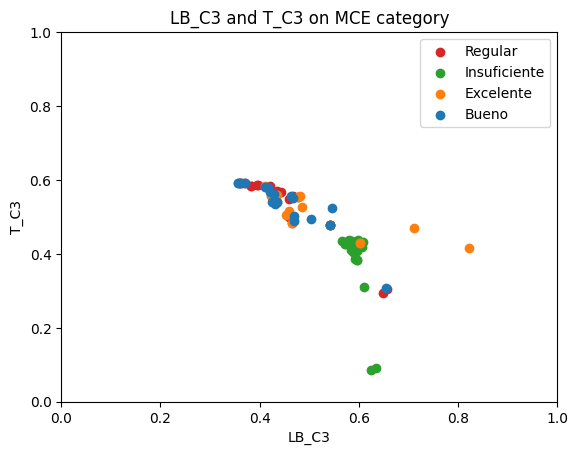 LB_C3 and T_C3 on MCE category
Regular
Insuficiente
Excelente
Bueno
1.0
0.8
0.6
0.4
0.2
0.0
T_C3
0.0 0.2 0.4 0.6 0.8 1.0
LB_C3